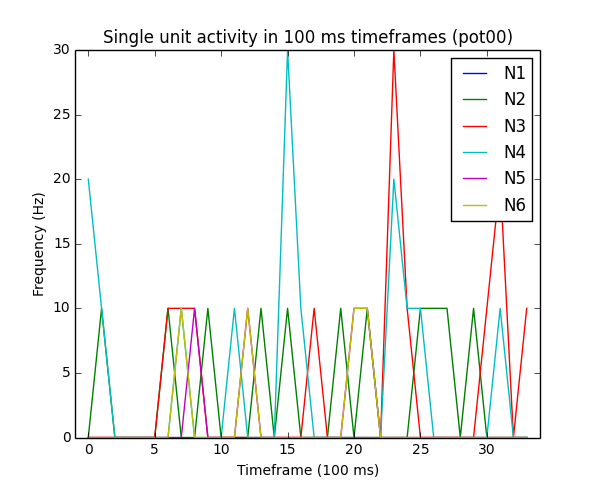 Single unit activity in 100 ms timeframes (pot00)
30
25
20
15
10
5
0
Frequency (Hz)
N1
N2
N3
N4
N5
N6
0 5 10 15 20 25 30
Timeframe (100 ms)